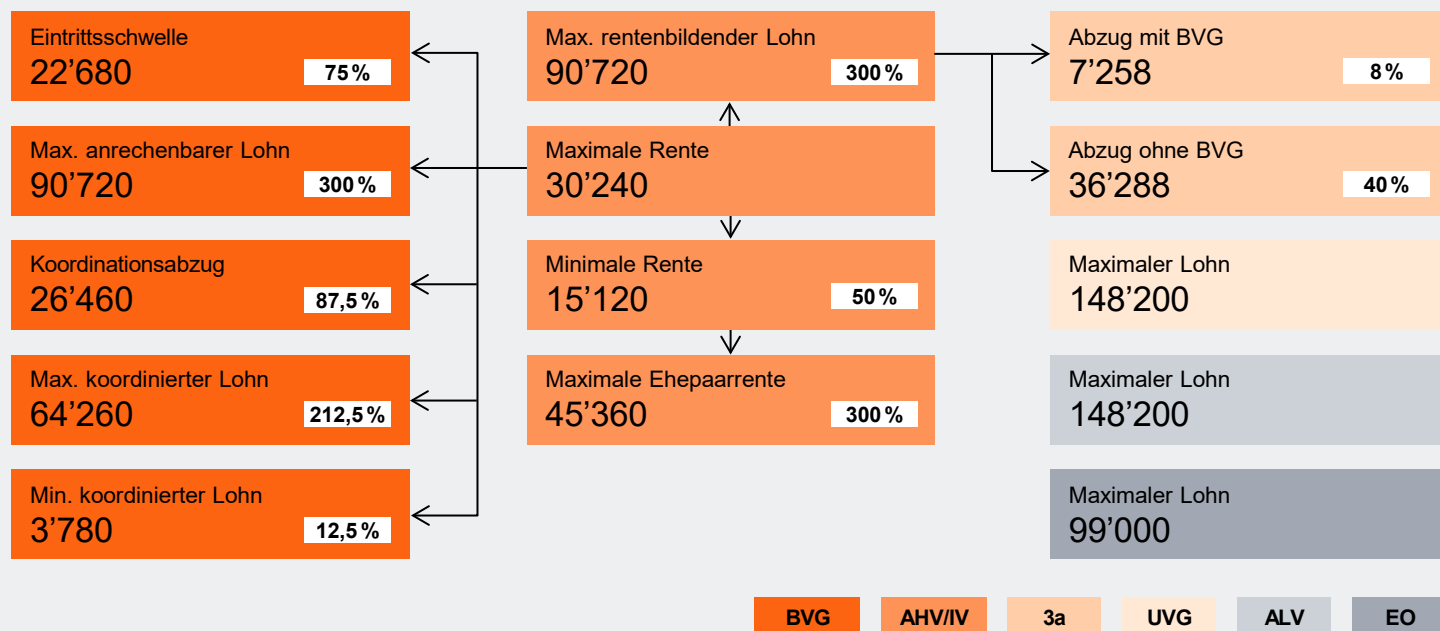 Eintrittsschwelle
22’680
75 %
Max. anrechenbarer Lohn
90’720
300 %
Koordinationsabzug
26’460
87,5 %
Max. koordinierter Lohn
64’260
212,5 %
Min. koordinierter Lohn
3’780
12,5 %
Max. rentenbildender Lohn
90’720
300 %
Maximale Rente
30’240
Minimale Rente
15’120
50 %
Maximale Ehepaarrente
45’360
300 %
Abzug mit BVG
7’258
8 %
Abzug ohne BVG
36’288
40 %
Maximaler Lohn
148’200
Maximaler Lohn
148’200
Maximaler Lohn
99’000
BVG AHV/IV 3a UVG ALV EO